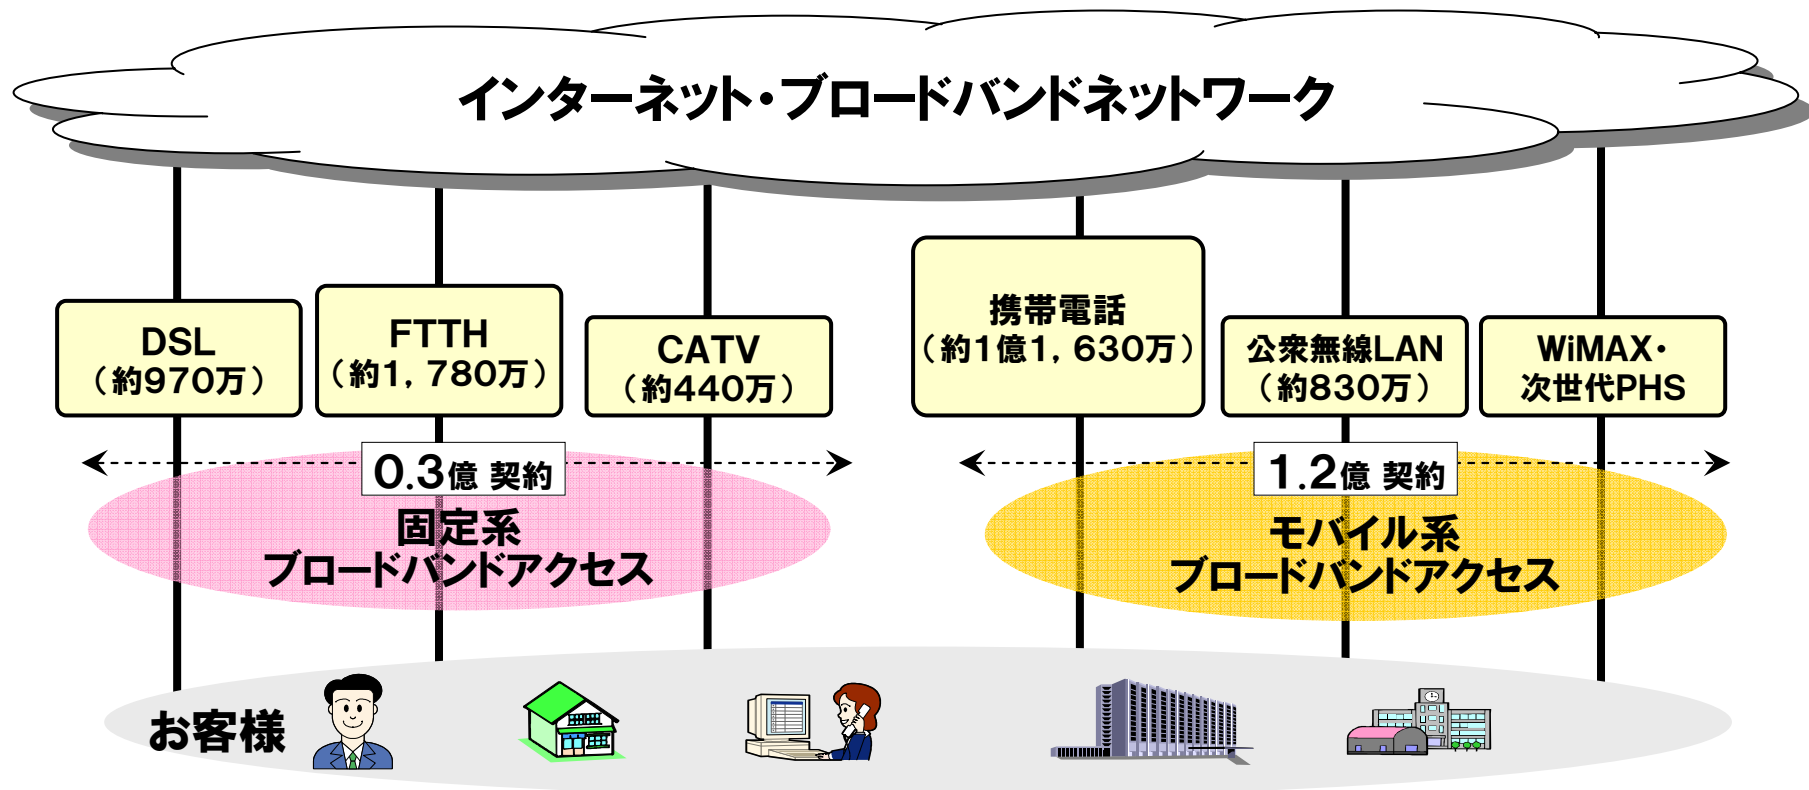 インターネット・ブロードバンドネットワーク
DSL
（約970万）
FTTH
（約1，780万）
CATV
（約440万）
携帯電話
（約1億1，630万）
公衆無線LAN
（約830万）
WiMAX・
次世代PHS
0.3億 契約
固定系
ブロードバンドアクセス
1.2億 契約
モバイル系
ブロードバンドアクセス
お客様